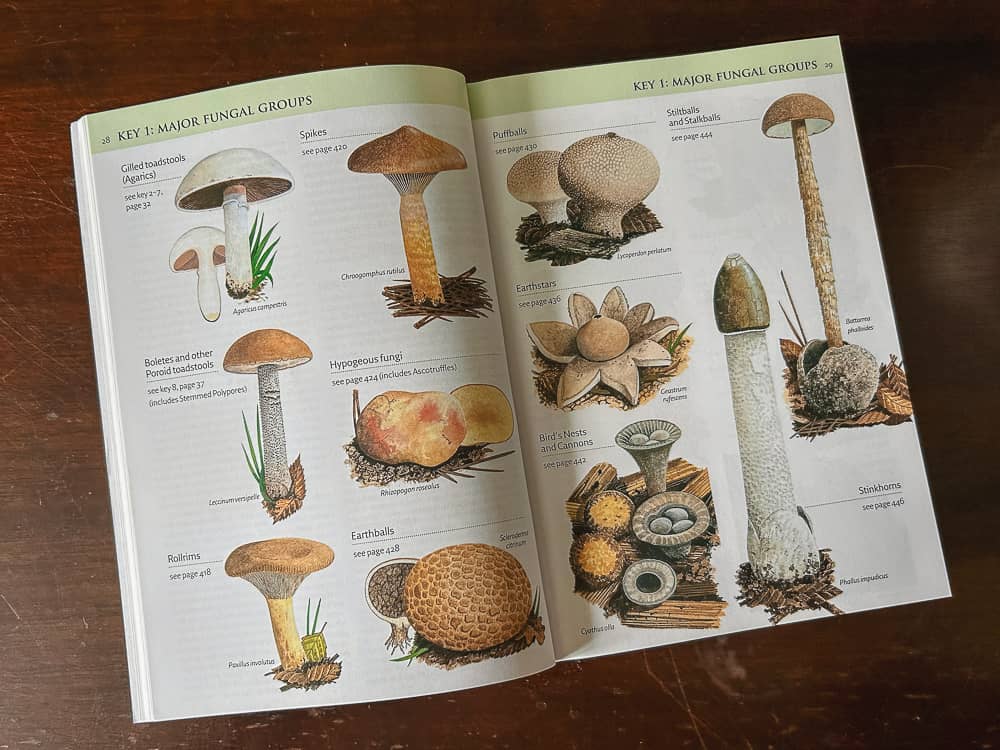 28 KEY 1: MAJOR FUNGAL GROUPS
Gilled toadstools
(Agarics)
see key 2–7,
page 32
Agaricus campestris
Spikes
see page 420
Chroogomphus rutilus
Boletes and other
Poroid toadstools
see key 8, page 37
(includes Stemmed Polypores)
Leccinum versipelle
Hypogeous fungi
see page 424 (includes Ascotruffles)
Rhizopogon roseolus
Rollrims
see page 418
Paxillus involutus
Earthballs
see page 428
Scleroderma
citrinum
KEY 1: MAJOR FUNGAL GROUPS 29
Puffballs
see page 430
Lycoperdon perlatum
Stiltballs
and Stalkballs
see page 444
Battarrea
phalloides
Earthstars
see page 436
Geastrum
rufescens
Bird's Nests
and Cannons
see page 442
Cyathus olla
Stinkhorns
see page 446
Phallus impudicus